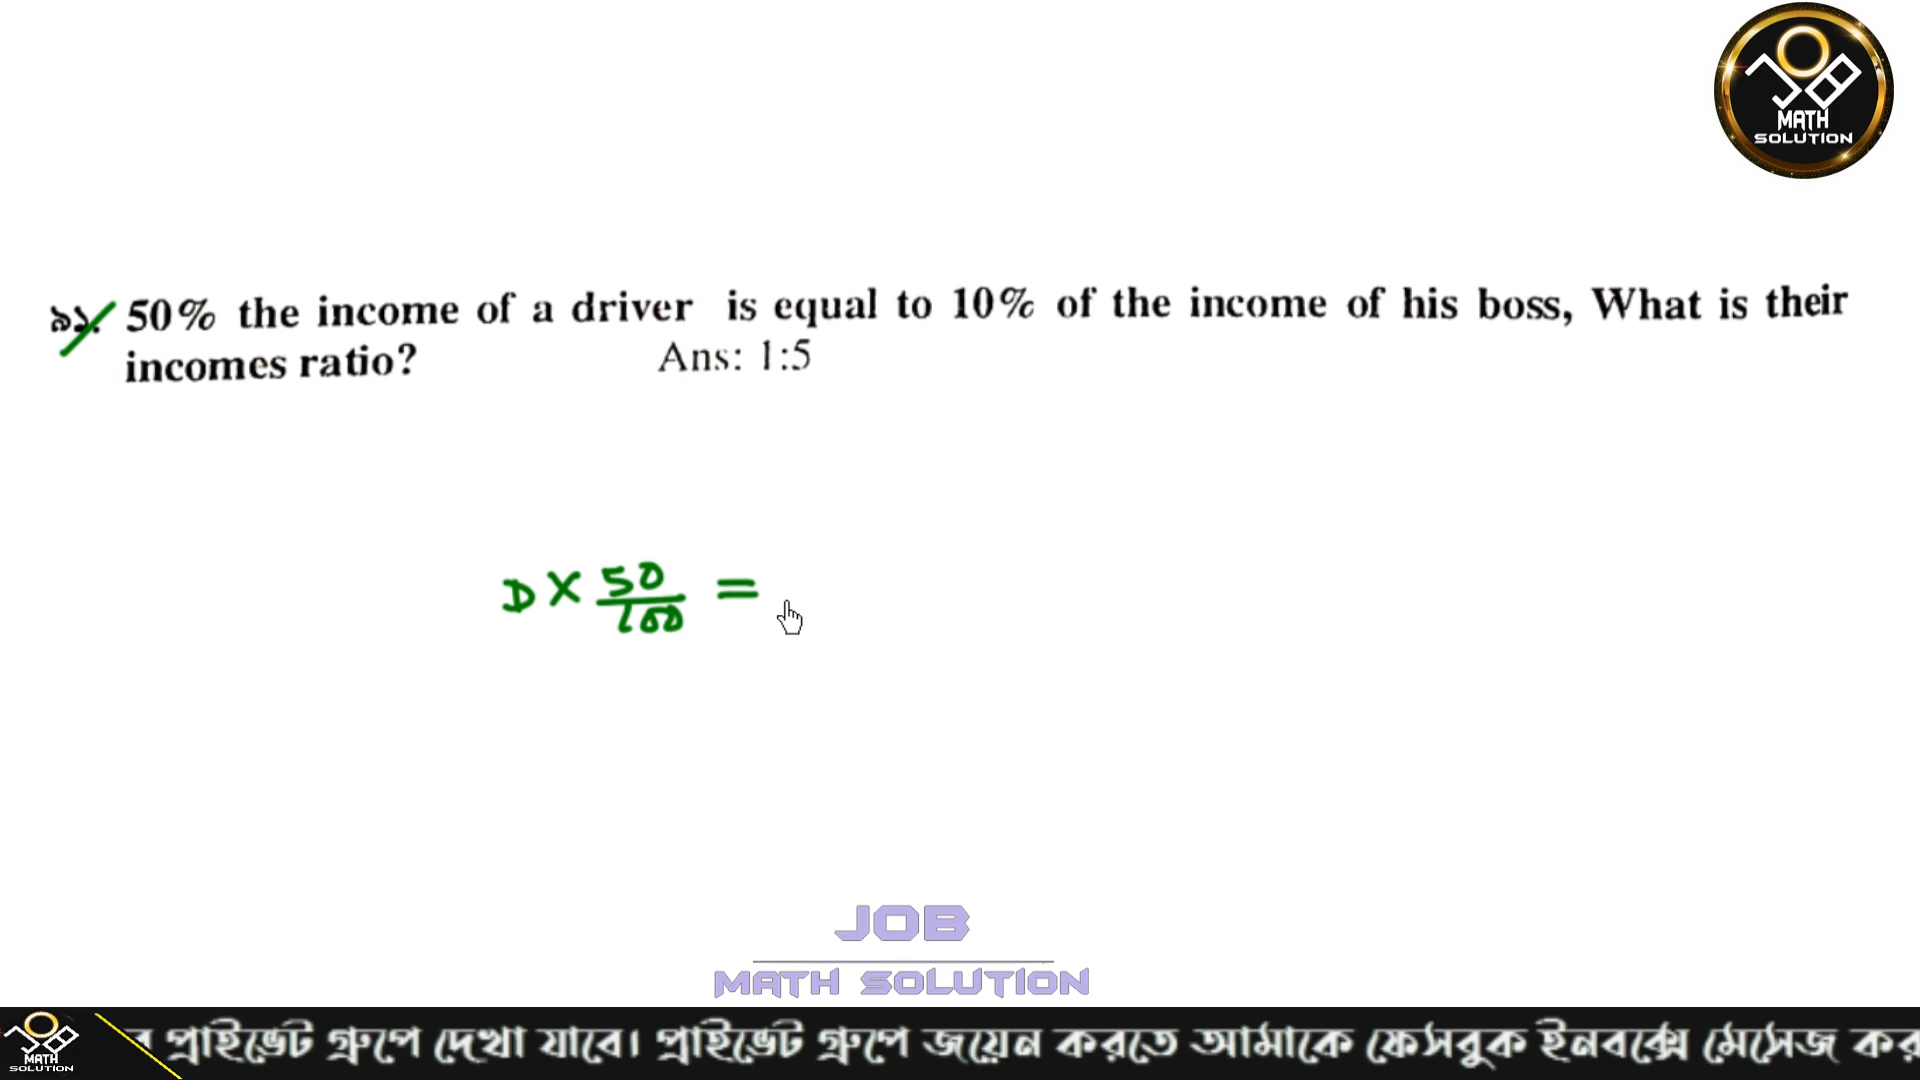 JOB
MATH
SOLUTION
৯১. 50% the income of a driver is equal to 10% of the income of his boss, What is their
incomes ratio? Ans: 1:5
D × 50/100 =
JOB
MATH SOLUTION
JOB
MATH
SOLUTION
প্রাইভেট গ্রুপে দেখা যাবে। প্রাইভেট গ্রুপে জয়েন করতে আমাকে ফেসবুক ইনবক্সে মেসেজ কর